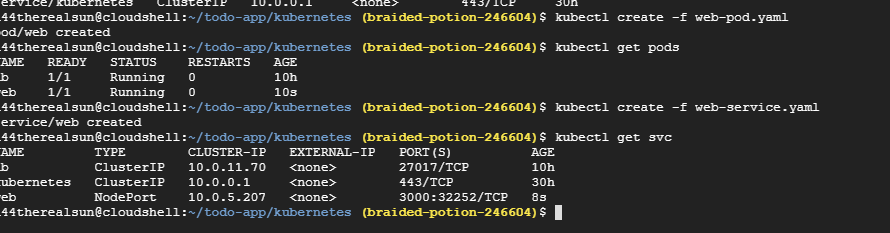 ervice/kubernetes   ClusterIP   10.0.0.1     <none>        443/TCP    30h
44therealsun@cloudshell:~/todo-app/kubernetes (braided-potion-246604)$ kubectl create -f web-pod.yaml
od/web created
44therealsun@cloudshell:~/todo-app/kubernetes (braided-potion-246604)$ kubectl get pods
AME   READY   STATUS    RESTARTS   AGE
b     1/1     Running   0          10h
eb    1/1     Running   0          10s
44therealsun@cloudshell:~/todo-app/kubernetes (braided-potion-246604)$ kubectl create -f web-service.yaml
ervice/web created
44therealsun@cloudshell:~/todo-app/kubernetes (braided-potion-246604)$ kubectl get svc
AME         TYPE        CLUSTER-IP   EXTERNAL-IP   PORT(S)          AGE
b           ClusterIP   10.0.11.70   <none>        27017/TCP        10h
ubernetes   ClusterIP   10.0.0.1     <none>        443/TCP          30h
eb          NodePort    10.0.5.207   <none>        3000:32252/TCP   8s
44therealsun@cloudshell:~/todo-app/kubernetes (braided-potion-246604)$